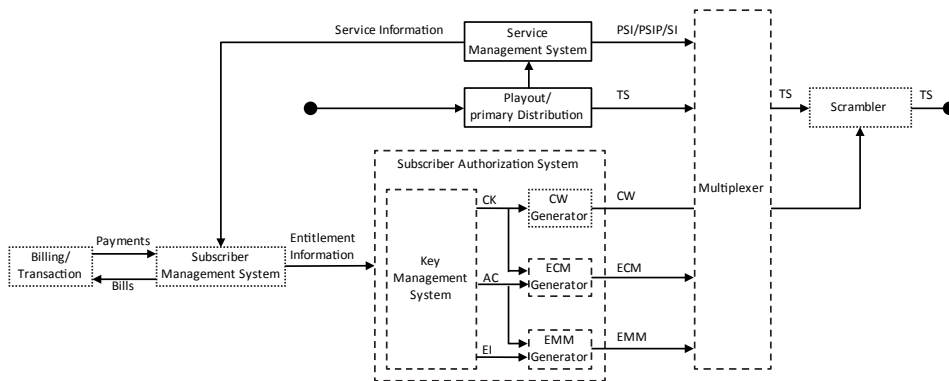 Service Information
Service
Management System
PSI/PSIP/SI
Playout/
primary Distribution
TS
TS
Scrambler
TS
Subscriber Authorization System
Multiplexer
CK
CW
Generator
CW
Billing/
Transaction
Payments
Bills
Subscriber
Management System
Entitlement
Information
Key
Management
System
AC
ECM
Generator
ECM
EI
EMM
Generator
EMM